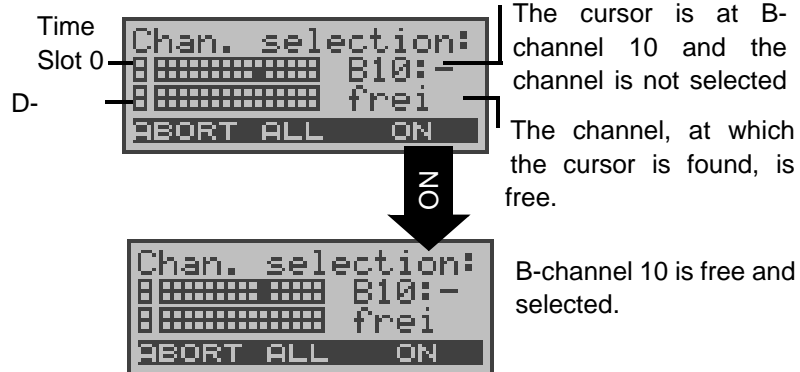 Time
Slot 0
D-
Chan. selection:
B10:-
frei
ABORT ALL ON
The cursor is at B-
channel 10 and the
channel is not selected
The channel, at which
the cursor is found, is
free.
ON
Chan. selection:
B10:-
frei
ABORT ALL ON
B-channel 10 is free and
selected.